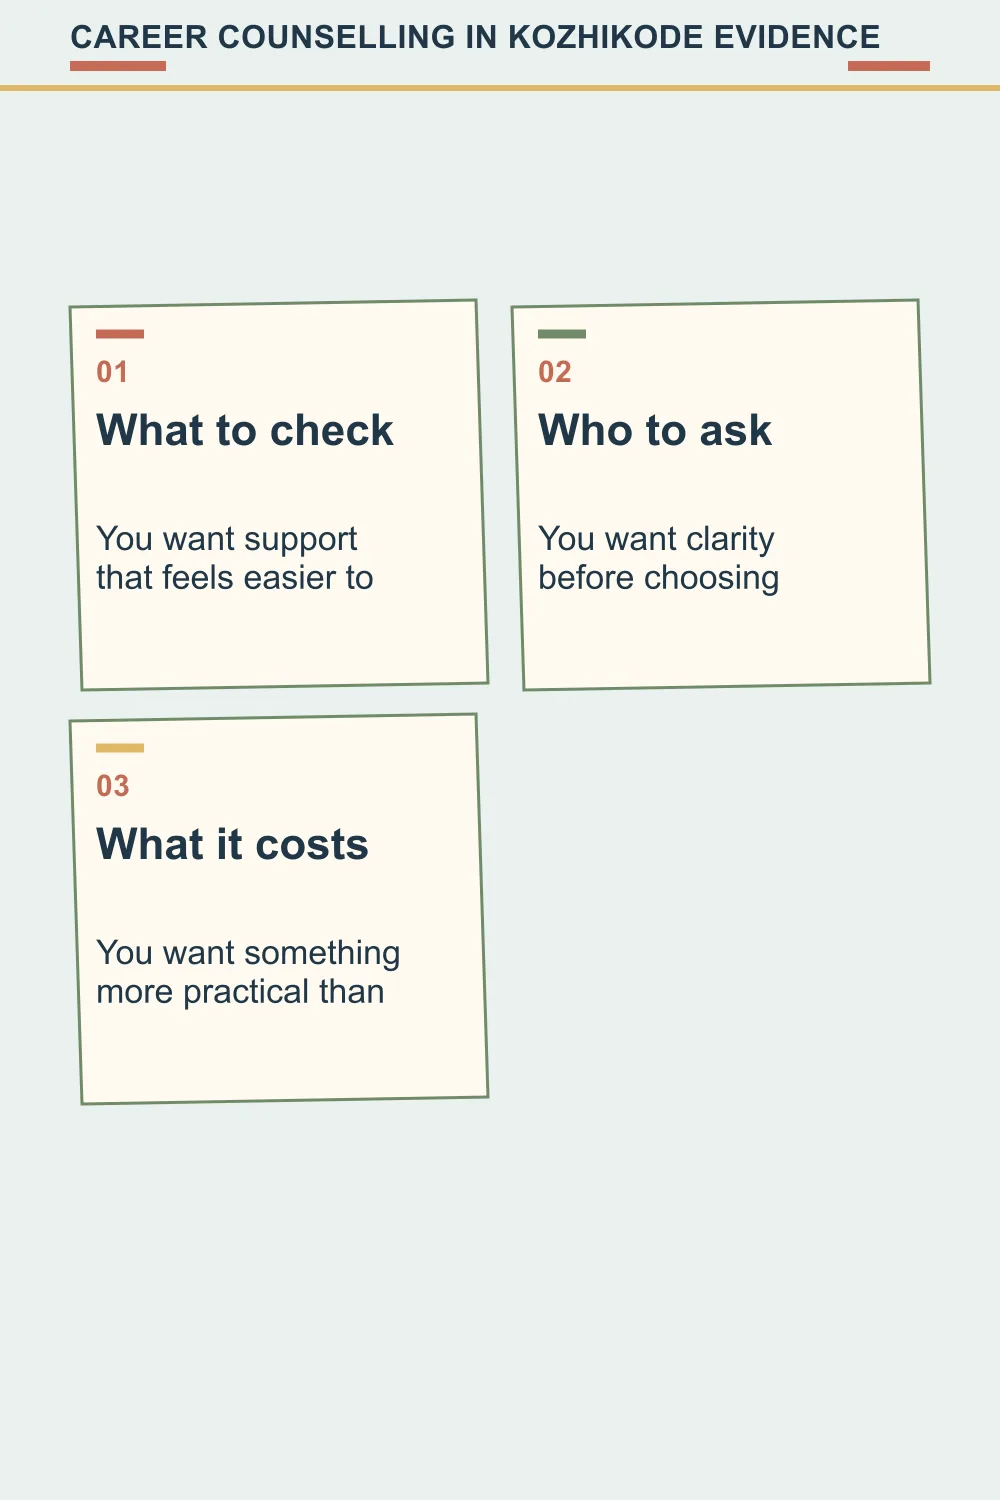 CAREER COUNSELLING IN KOZHIKODE EVIDENCE
01
What to check
You want support
that feels easier to
02
Who to ask
You want clarity
before choosing
03
What it costs
You want something
more practical than